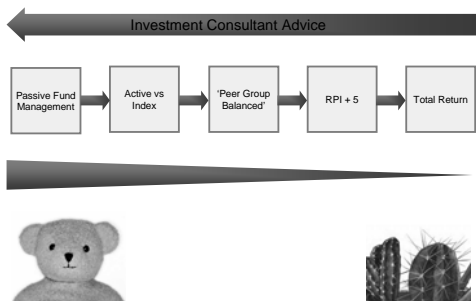 Investment Consultant Advice
Passive Fund
Management
Active vs
Index
‘Peer Group
Balanced’
RPI + 5
Total Return